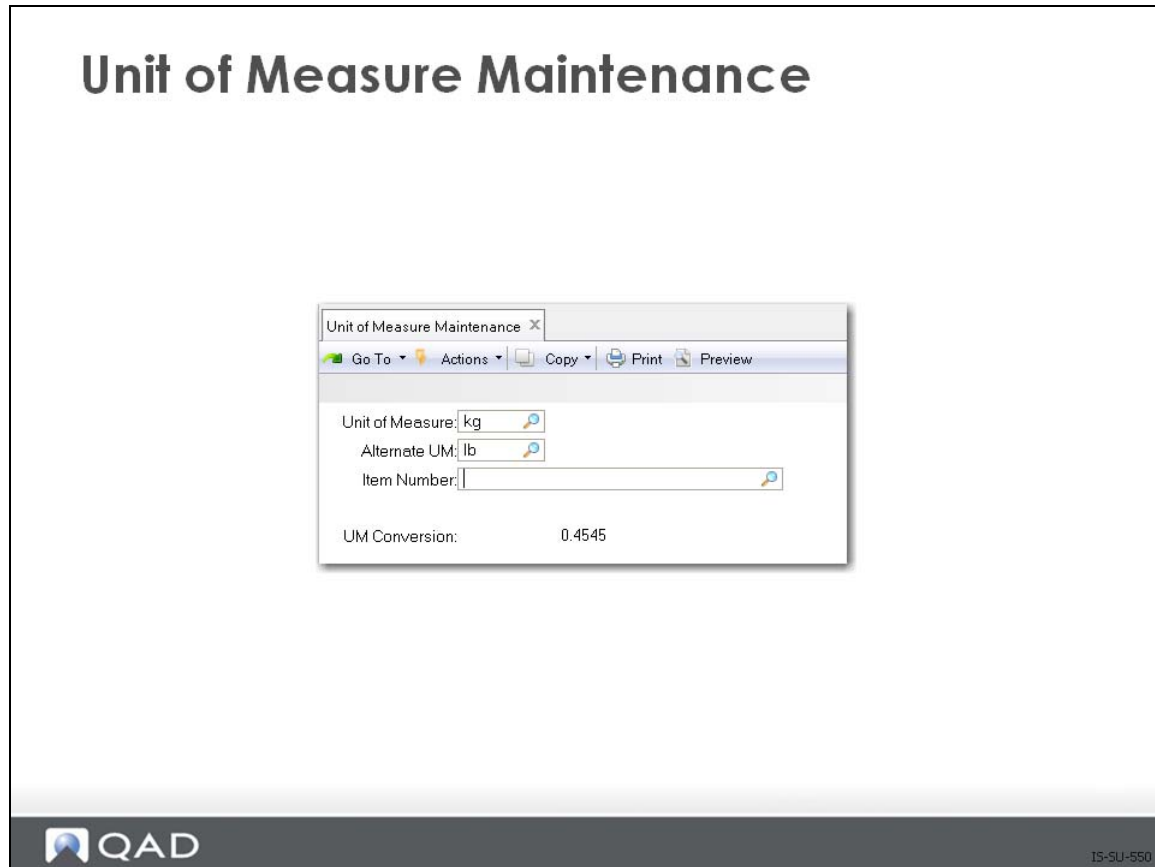 Unit of Measure Maintenance
Unit of Measure Maintenance X
Go To Actions Copy Print Preview
Unit of Measure: kg
Alternate UM: lb
Item Number:
UM Conversion: 0.4545
QAD
IS-SU-550